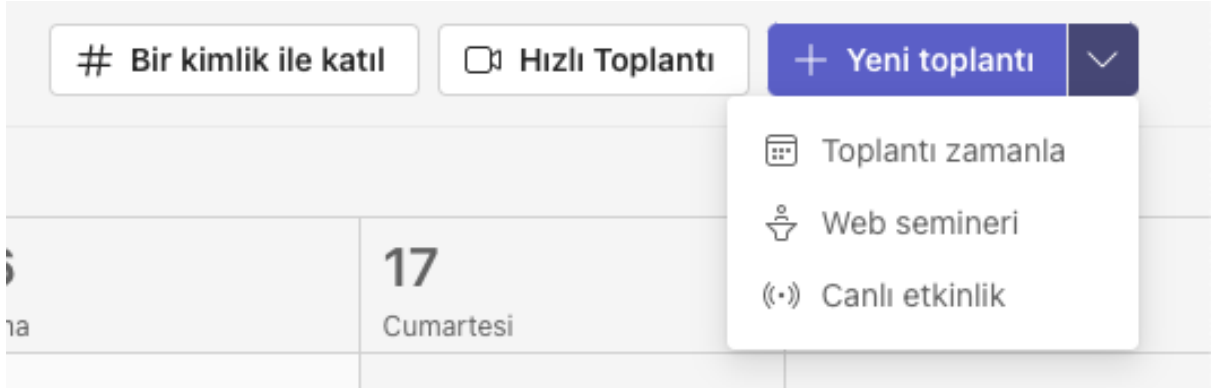 # Bir kimlik ile katıl
Hızlı Toplantı
+ Yeni toplantı
Toplantı zamanla
Web semineri
Canlı etkinlik
17
Cumartesi